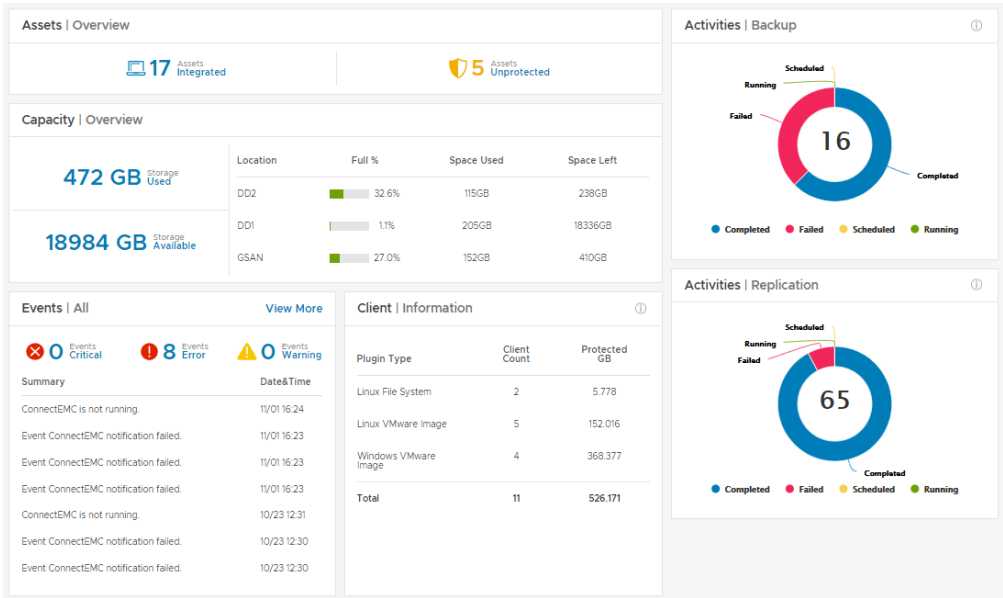 Assets | Overview
17 Assets Integrated
5 Assets Unprotected
Capacity | Overview
472 GB Storage Used
18984 GB Storage Available
Location Full % Space Used Space Left
DD2 32.6% 115GB 238GB
DD1 1.1% 205GB 18336GB
GSAN 27.0% 152GB 410GB
Events | All View More
0 Events Critical 8 Events Error 0 Events Warning
Summary Date&Time
ConnectEMC is not running. 11/01 16:24
Event ConnectEMC notification failed. 11/01 16:23
Event ConnectEMC notification failed. 11/01 16:23
Event ConnectEMC notification failed. 11/01 16:23
ConnectEMC is not running. 10/23 12:31
Event ConnectEMC notification failed. 10/23 12:30
Event ConnectEMC notification failed. 10/23 12:30
Client | Information
Plugin Type Client Count Protected GB
Linux File System 2 5.778
Linux VMware Image 5 152.016
Windows VMware Image 4 368.377
Total 11 526.171
Activities | Backup
Scheduled
Running
Failed
16
Completed
Completed Failed Scheduled Running
Activities | Replication
Scheduled
Running
Failed
65
Completed
Completed Failed Scheduled Running